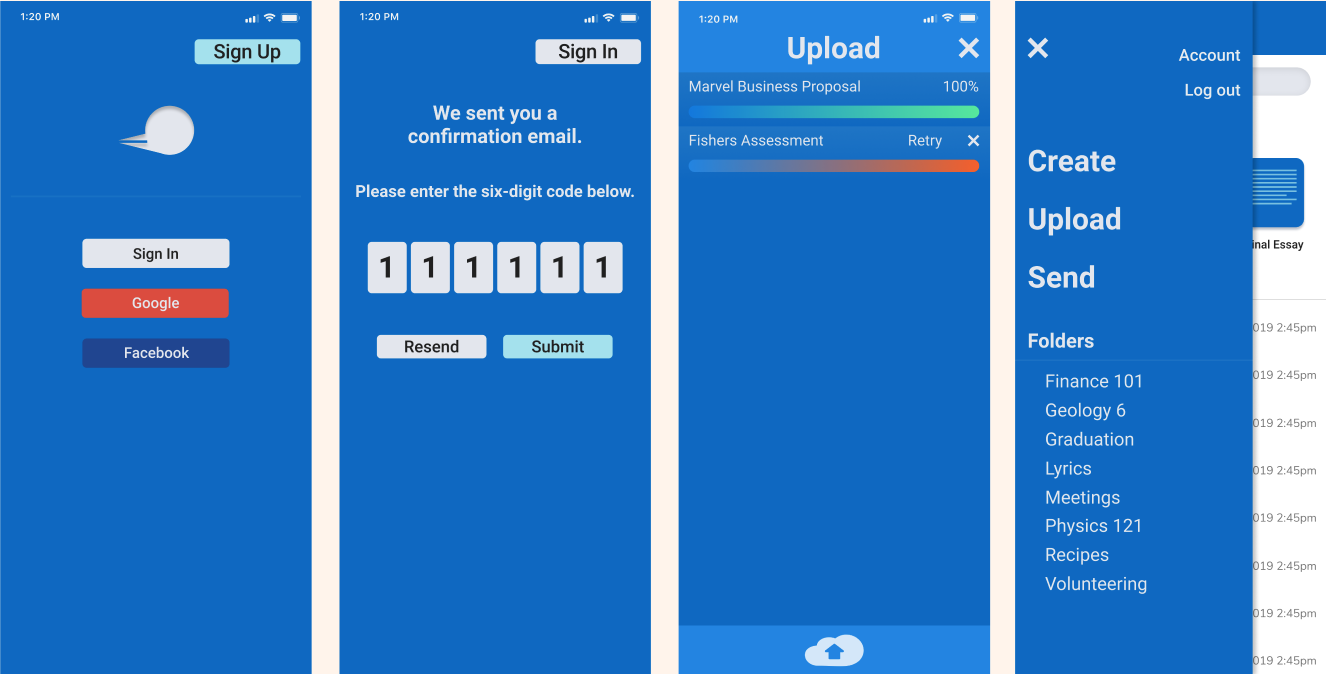 1:20 PM
Sign Up
Sign In
Google
Facebook
1:20 PM
Sign In
We sent you a
confirmation email.
Please enter the six-digit code below.
1 1 1 1 1 1
Resend Submit
1:20 PM
Upload
Marvel Business Proposal 100%
Fishers Assessment Retry
Account
Log out
Create
Upload
Send
Folders
Finance 101
Geology 6
Graduation
Lyrics
Meetings
Physics 121
Recipes
Volunteering
inal Essay
019 2:45pm
019 2:45pm
019 2:45pm
019 2:45pm
019 2:45pm
019 2:45pm
019 2:45pm
019 2:45pm